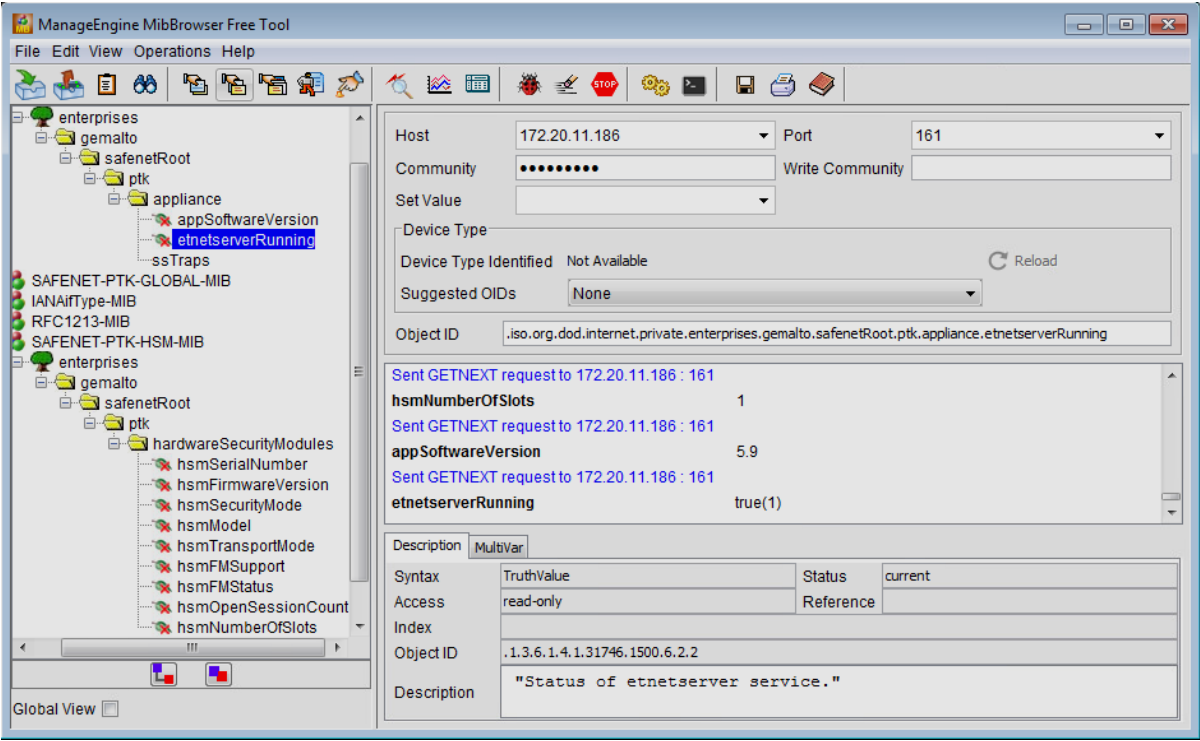 ManageEngine MibBrowser Free Tool
File Edit View Operations Help
STOP
enterprises
gemalto
safenetRoot
ptk
appliance
appSoftwareVersion
etnetserverRunning
ssTraps
SAFENET-PTK-GLOBAL-MIB
IANAifType-MIB
RFC1213-MIB
SAFENET-PTK-HSM-MIB
enterprises
gemalto
safenetRoot
ptk
hardwareSecurityModules
hsmSerialNumber
hsmFirmwareVersion
hsmSecurityMode
hsmModel
hsmTransportMode
hsmFMSupport
hsmFMStatus
hsmOpenSessionCount
hsmNumberOfSlots
Global View
Host 172.20.11.186 Port 161
Community ●●●●●●●●● Write Community
Set Value
Device Type
Device Type Identified Not Available Reload
Suggested OIDs None
Object ID .iso.org.dod.internet.private.enterprises.gemalto.safenetRoot.ptk.appliance.etnetserverRunning
Sent GETNEXT request to 172.20.11.186 : 161
hsmNumberOfSlots 1
Sent GETNEXT request to 172.20.11.186 : 161
appSoftwareVersion 5.9
Sent GETNEXT request to 172.20.11.186 : 161
etnetserverRunning true(1)
Description MultiVar
Syntax TruthValue Status current
Access read-only Reference
Index
Object ID .1.3.6.1.4.1.31746.1500.6.2.2
Description "Status of etnetserver service."